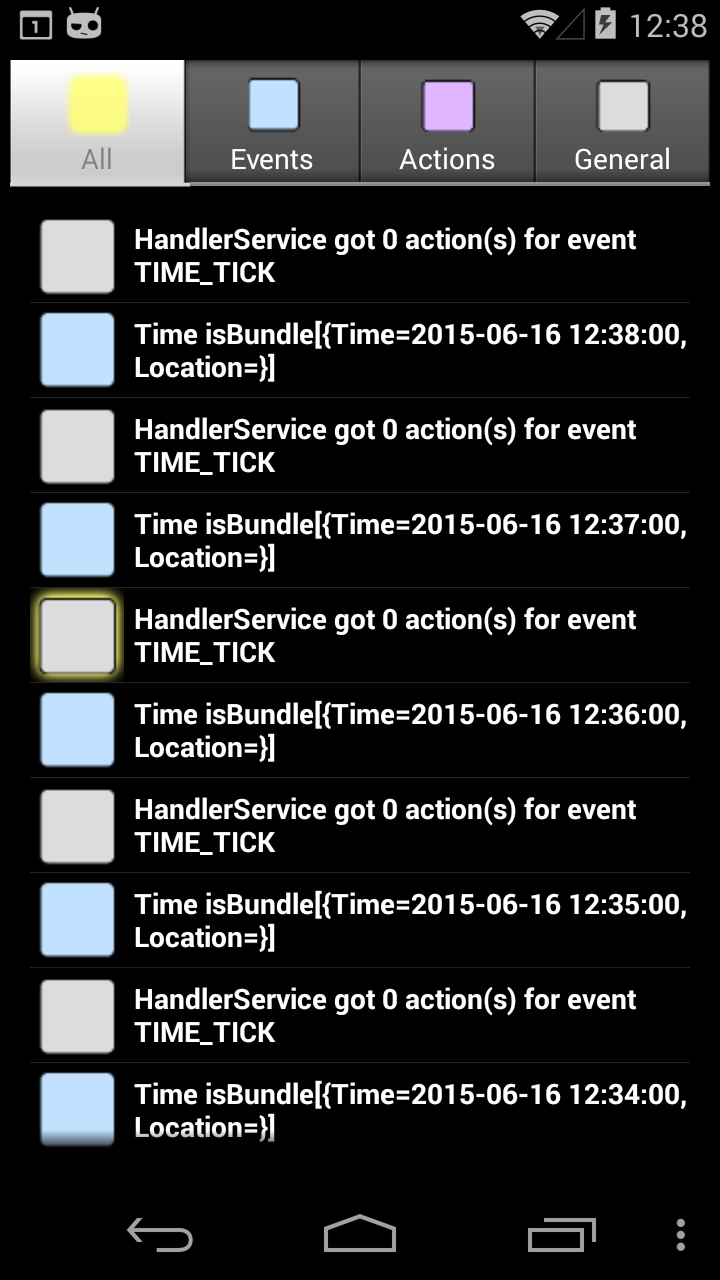 1
12:38
All
Events
Actions
General
HandlerService got 0 action(s) for event
TIME_TICK
Time isBundle[{Time=2015-06-16 12:38:00,
Location=}]
HandlerService got 0 action(s) for event
TIME_TICK
Time isBundle[{Time=2015-06-16 12:37:00,
Location=}]
HandlerService got 0 action(s) for event
TIME_TICK
Time isBundle[{Time=2015-06-16 12:36:00,
Location=}]
HandlerService got 0 action(s) for event
TIME_TICK
Time isBundle[{Time=2015-06-16 12:35:00,
Location=}]
HandlerService got 0 action(s) for event
TIME_TICK
Time isBundle[{Time=2015-06-16 12:34:00,
Location=}]